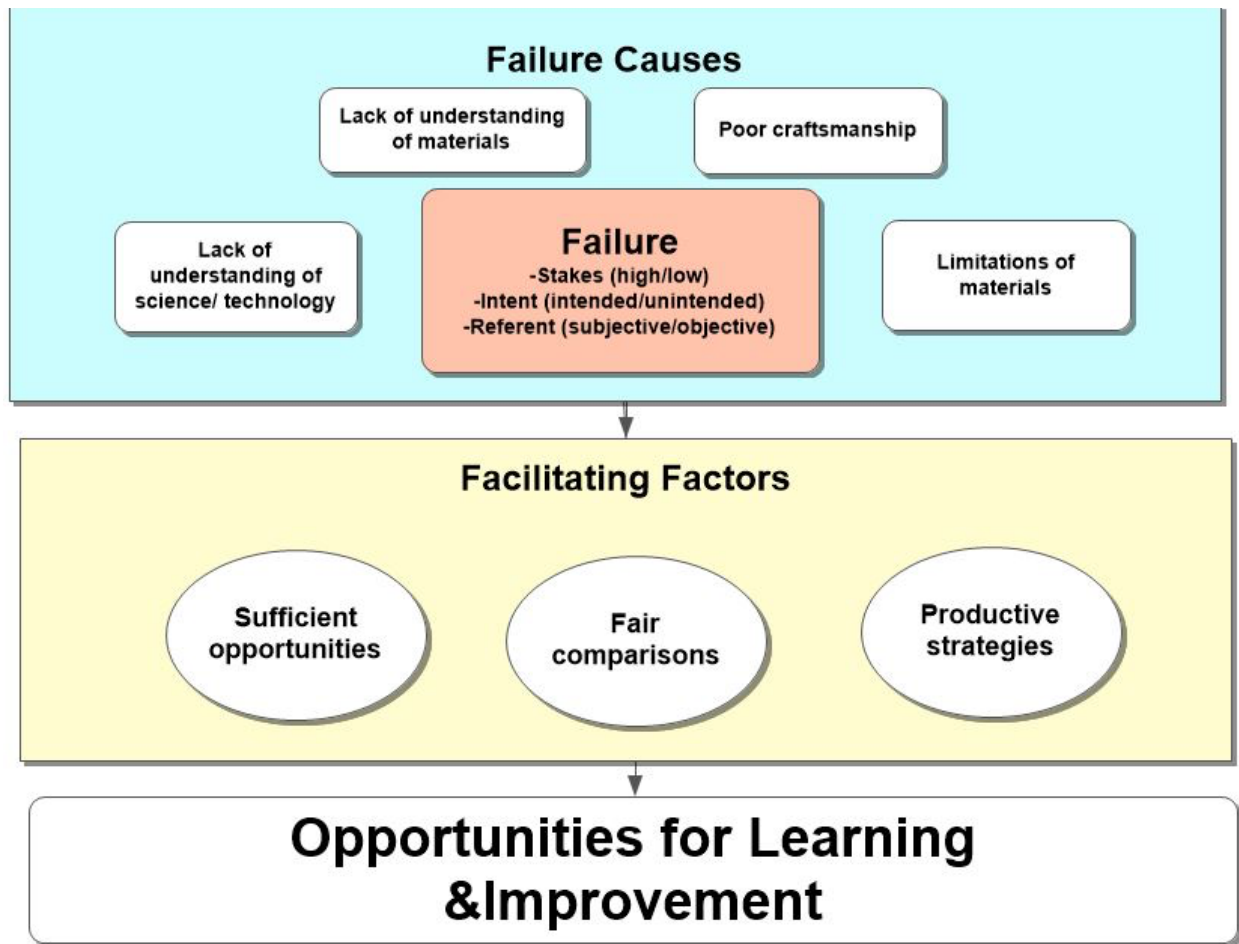 Failure Causes
Lack of understanding
of materials
Poor craftsmanship
Lack of
understanding of
science/ technology
Failure
-Stakes (high/low)
-Intent (intended/unintended)
-Referent (subjective/objective)
Limitations of
materials
Facilitating Factors
Sufficient
opportunities
Fair
comparisons
Productive
strategies
Opportunities for Learning
&Improvement